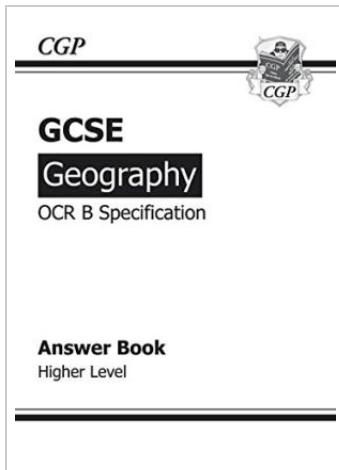 CGP
CGP
GCSE
Geography
OCR B Specification
Answer Book
Higher Level